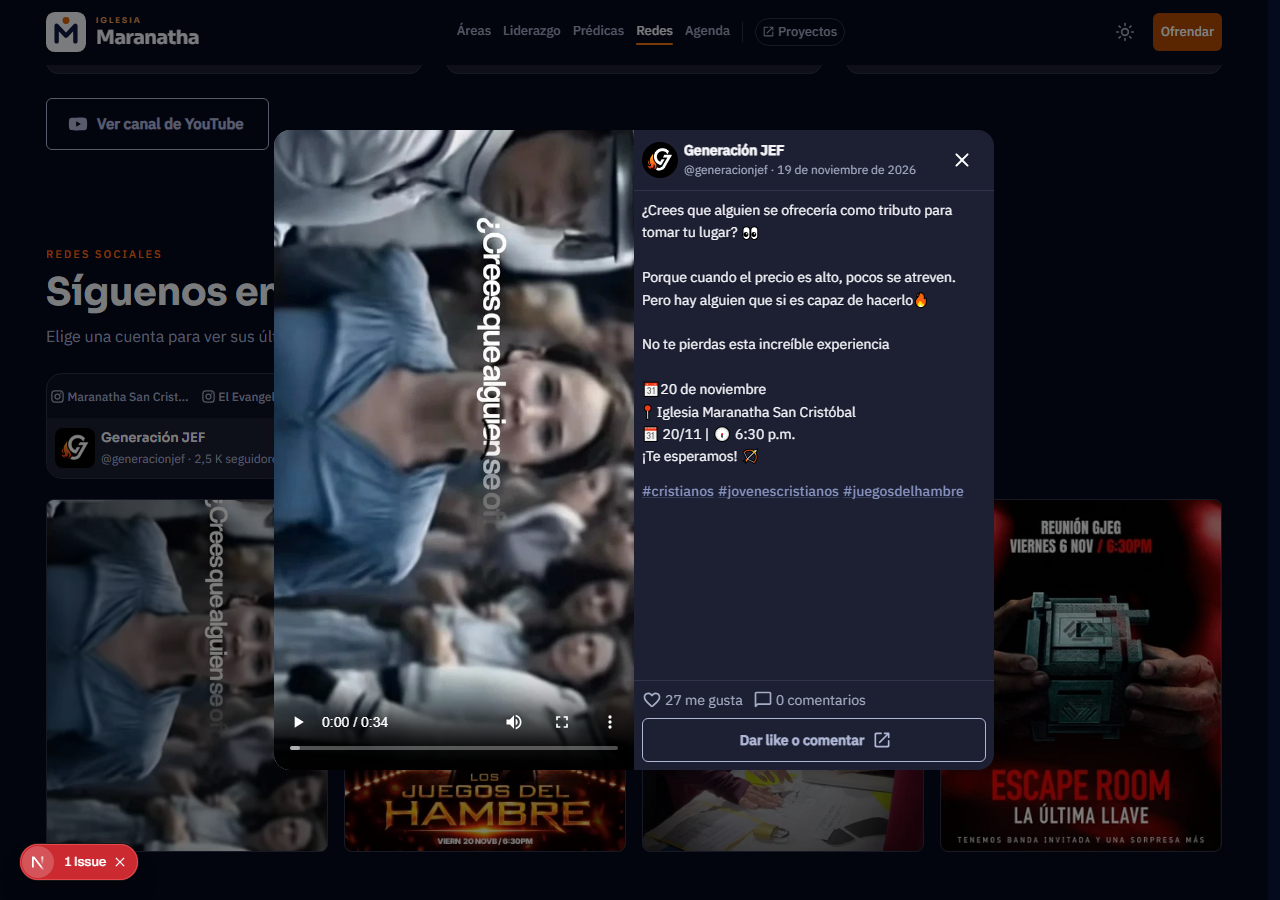 IGLESIA
Maranatha
Áreas
Liderazgo
Prédicas
Redes
Agenda
Proyectos
Ofrendar
Ver canal de YouTube
REDES SOCIALES
Síguenos en
Elige una cuenta para ver sus úl
Maranatha San Crist...
El Evangel
Generación JEF
@generacionjef · 2,5 K seguidore
¿Crees que alguien se of
¿Crees que alguien se of
0:00 / 0:34
Generación JEF
@generacionjef · 19 de noviembre de 2026
¿Crees que alguien se ofrecería como tributo para
tomar tu lugar? 👀
Porque cuando el precio es alto, pocos se atreven.
Pero hay alguien que si es capaz de hacerlo🔥
No te pierdas esta increíble experiencia
📅20 de noviembre
📍Iglesia Maranatha San Cristóbal
📅 20/11 | 🕡 6:30 p.m.
¡Te esperamos! 🏹
#cristianos #jovenescristianos #juegosdelhambre
27 me gusta
0 comentarios
Dar like o comentar
LOS
JUEGOS DEL
HAMBRE
VIERN 20 NOVB / 6:30PM
REUNIÓN GJEG
VIERNES 6 NOV / 6:30PM
ESCAPE ROOM
LA ÚLTIMA LLAVE
TENEMOS BANDA INVITADA Y UNA SORPRESA MÁS
N
1 Issue